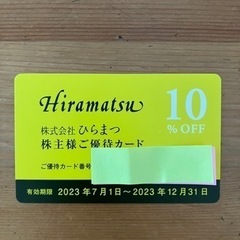 Hiramatsu
10
% OFF
株式会社 ひらまつ
株主様ご優待カード
ご優待カード番号
有効期限 2023年7月1日～2023年12月31日